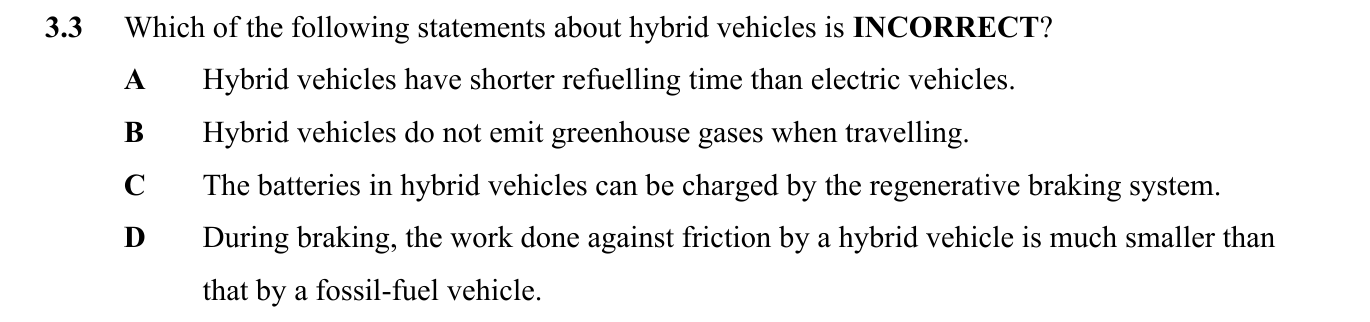 3.3 Which of the following statements about hybrid vehicles is INCORRECT?
A Hybrid vehicles have shorter refuelling time than electric vehicles.
B Hybrid vehicles do not emit greenhouse gases when travelling.
C The batteries in hybrid vehicles can be charged by the regenerative braking system.
D During braking, the work done against friction by a hybrid vehicle is much smaller than
that by a fossil-fuel vehicle.